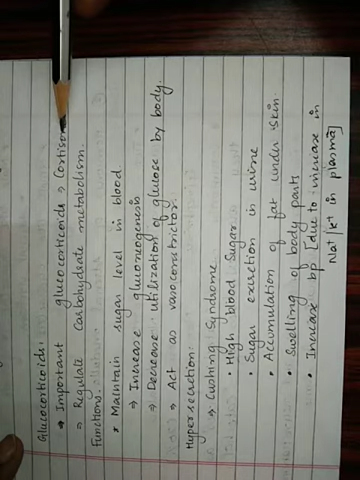 Glucocorticoids:
→ Important glucocorticoids → Cortisol
→ Regulate Carbohydrate metabolism.
Functions:
* Maintain sugar level in blood.
⇒ Increase gluconeogenesis
⇒ Decrease utilization of glucose by body.
⇒ Act as vasoconstrictor.
Hypersecretion:
→ Cushing Syndrome
• High blood Sugar
• Sugar excretion in urine
• Accumulation of fat under skin.
• Swelling of body parts
• Increase bp [due to increase in
Na⁺/K⁺ in plasma]